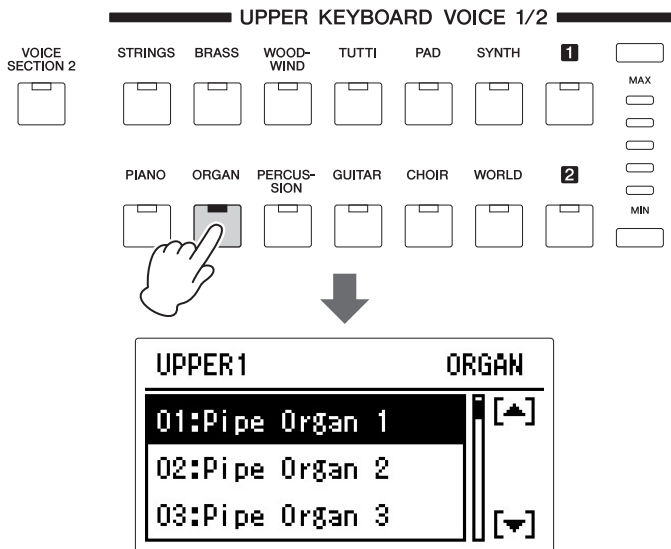 UPPER KEYBOARD VOICE 1/2
VOICE
SECTION 2
STRINGS BRASS WOOD-
WIND TUTTI PAD SYNTH 1
MAX
PIANO ORGAN PERCUS-
SION GUITAR CHOIR WORLD 2
MIN
UPPER1 ORGAN
01:Pipe Organ 1 [▲]
02:Pipe Organ 2
03:Pipe Organ 3 [▼]